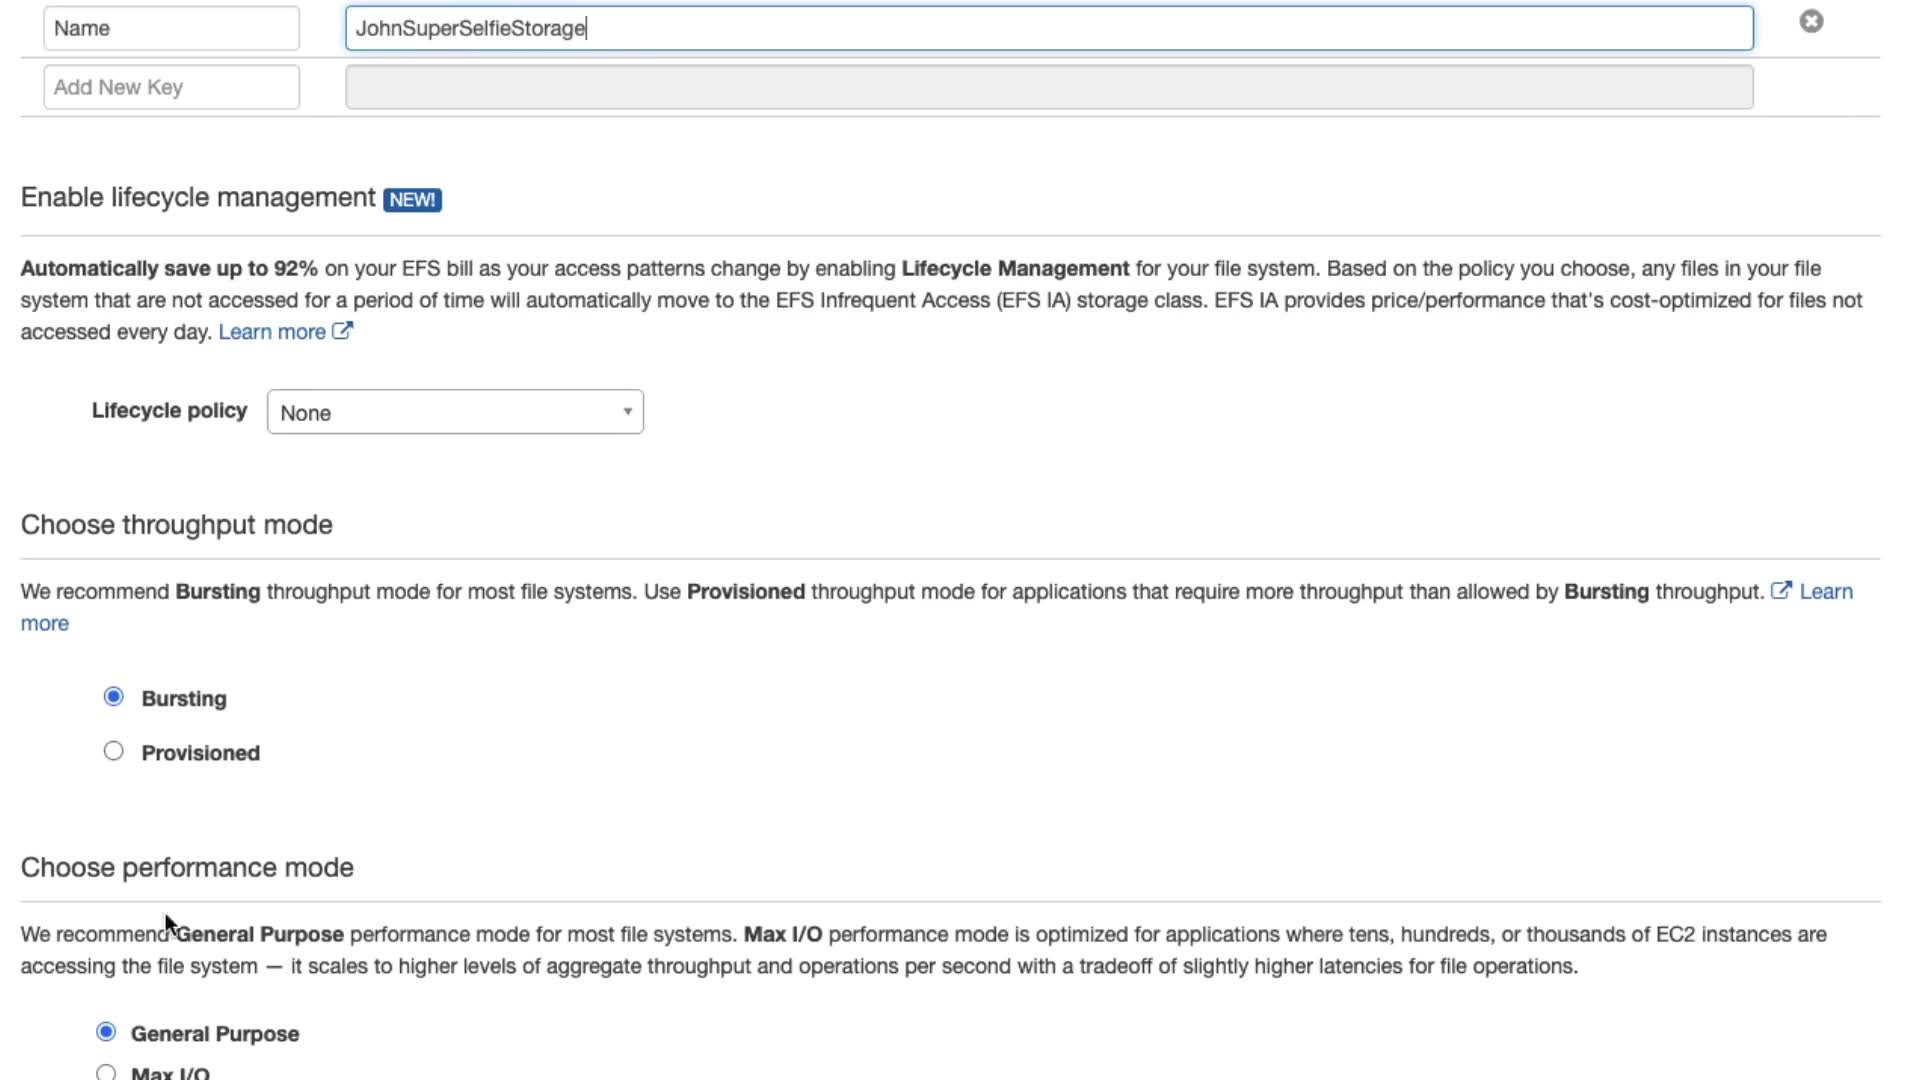 Name
JohnSuperSelfieStorage
Add New Key
Enable lifecycle management NEW!
Automatically save up to 92% on your EFS bill as your access patterns change by enabling Lifecycle Management for your file system. Based on the policy you choose, any files in your file
system that are not accessed for a period of time will automatically move to the EFS Infrequent Access (EFS IA) storage class. EFS IA provides price/performance that's cost-optimized for files not
accessed every day. Learn more
Lifecycle policy None
Choose throughput mode
We recommend Bursting throughput mode for most file systems. Use Provisioned throughput mode for applications that require more throughput than allowed by Bursting throughput. Learn
more
Bursting
Provisioned
Choose performance mode
We recommend General Purpose performance mode for most file systems. Max I/O performance mode is optimized for applications where tens, hundreds, or thousands of EC2 instances are
accessing the file system — it scales to higher levels of aggregate throughput and operations per second with a tradeoff of slightly higher latencies for file operations.
General Purpose
Max I/O